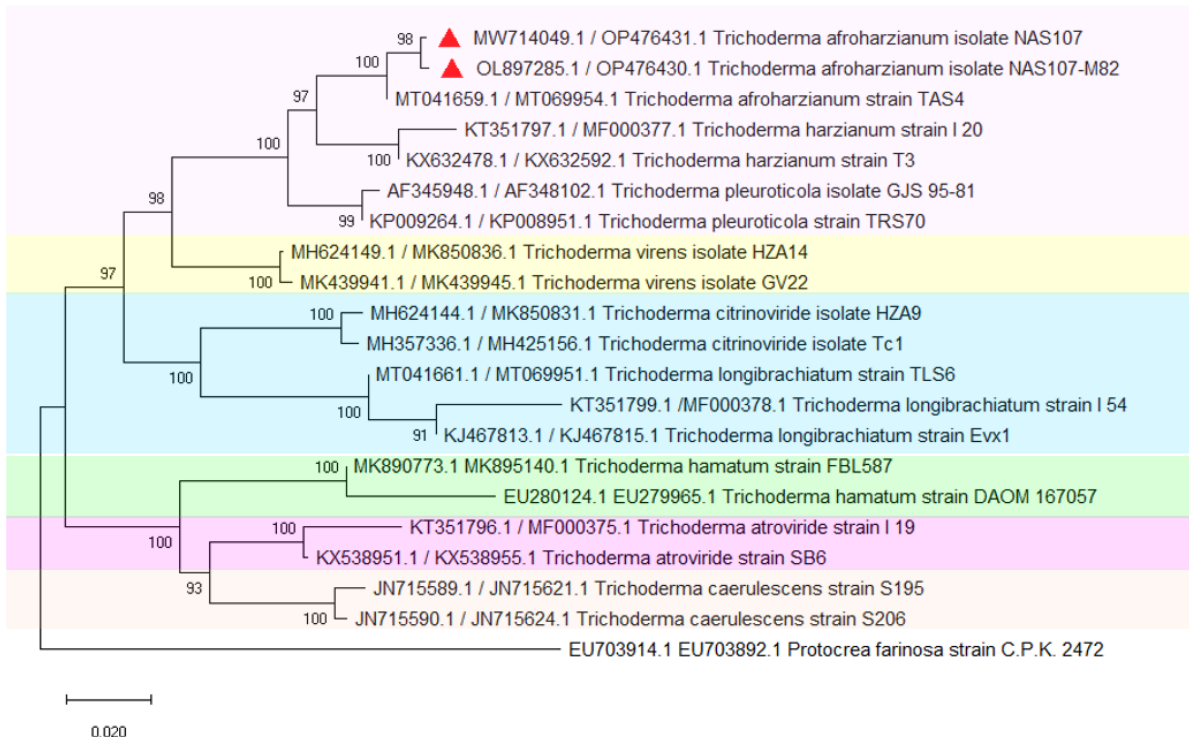 98 MW714049.1 / OP476431.1 Trichoderma afroharzianum isolate NAS107
100 OL897285.1 / OP476430.1 Trichoderma afroharzianum isolate NAS107-M82
97 MT041659.1 / MT069954.1 Trichoderma afroharzianum strain TAS4
KT351797.1 / MF000377.1 Trichoderma harzianum strain I 20
100 100 KX632478.1 / KX632592.1 Trichoderma harzianum strain T3
98 AF345948.1 / AF348102.1 Trichoderma pleuroticola isolate GJS 95-81
99 KP009264.1 / KP008951.1 Trichoderma pleuroticola strain TRS70
97 MH624149.1 / MK850836.1 Trichoderma virens isolate HZA14
100 MK439941.1 / MK439945.1 Trichoderma virens isolate GV22
100 MH624144.1 / MK850831.1 Trichoderma citrinoviride isolate HZA9
MH357336.1 / MH425156.1 Trichoderma citrinoviride isolate Tc1
100 MT041661.1 / MT069951.1 Trichoderma longibrachiatum strain TLS6
100 KT351799.1 /MF000378.1 Trichoderma longibrachiatum strain I 54
91 KJ467813.1 / KJ467815.1 Trichoderma longibrachiatum strain Evx1
100 MK890773.1 MK895140.1 Trichoderma hamatum strain FBL587
EU280124.1 EU279965.1 Trichoderma hamatum strain DAOM 167057
100 100 KT351796.1 / MF000375.1 Trichoderma atroviride strain I 19
KX538951.1 / KX538955.1 Trichoderma atroviride strain SB6
93 JN715589.1 / JN715621.1 Trichoderma caerulescens strain S195
100 JN715590.1 / JN715624.1 Trichoderma caerulescens strain S206
EU703914.1 EU703892.1 Protocrea farinosa strain C.P.K. 2472
0.020